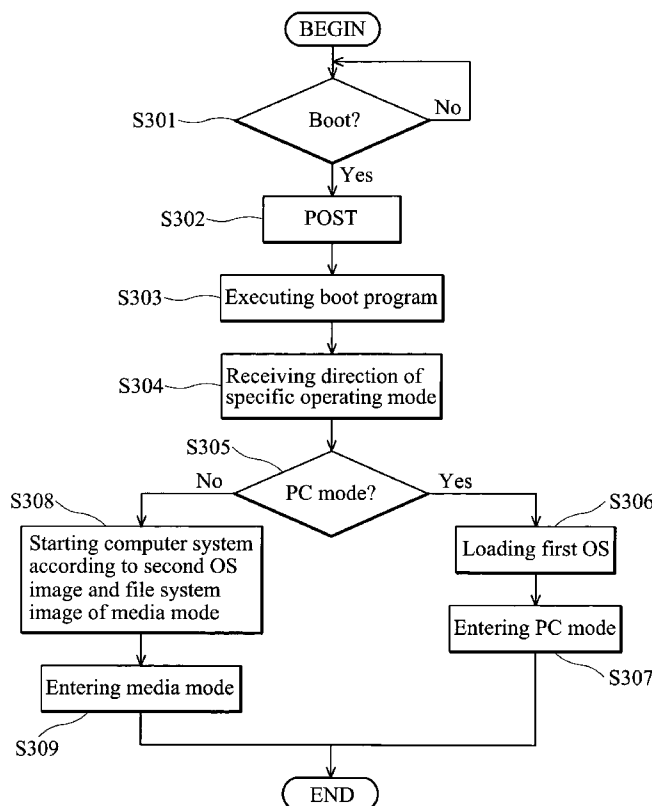 BEGIN
S301
Boot?
No
Yes
S302
POST
S303
Executing boot program
S304
Receiving direction of
specific operating mode
S305
No
PC mode?
Yes
S308
Starting computer system
according to second OS
image and file system
image of media mode
S306
Loading first OS
Entering PC mode
S307
Entering media mode
S309
END